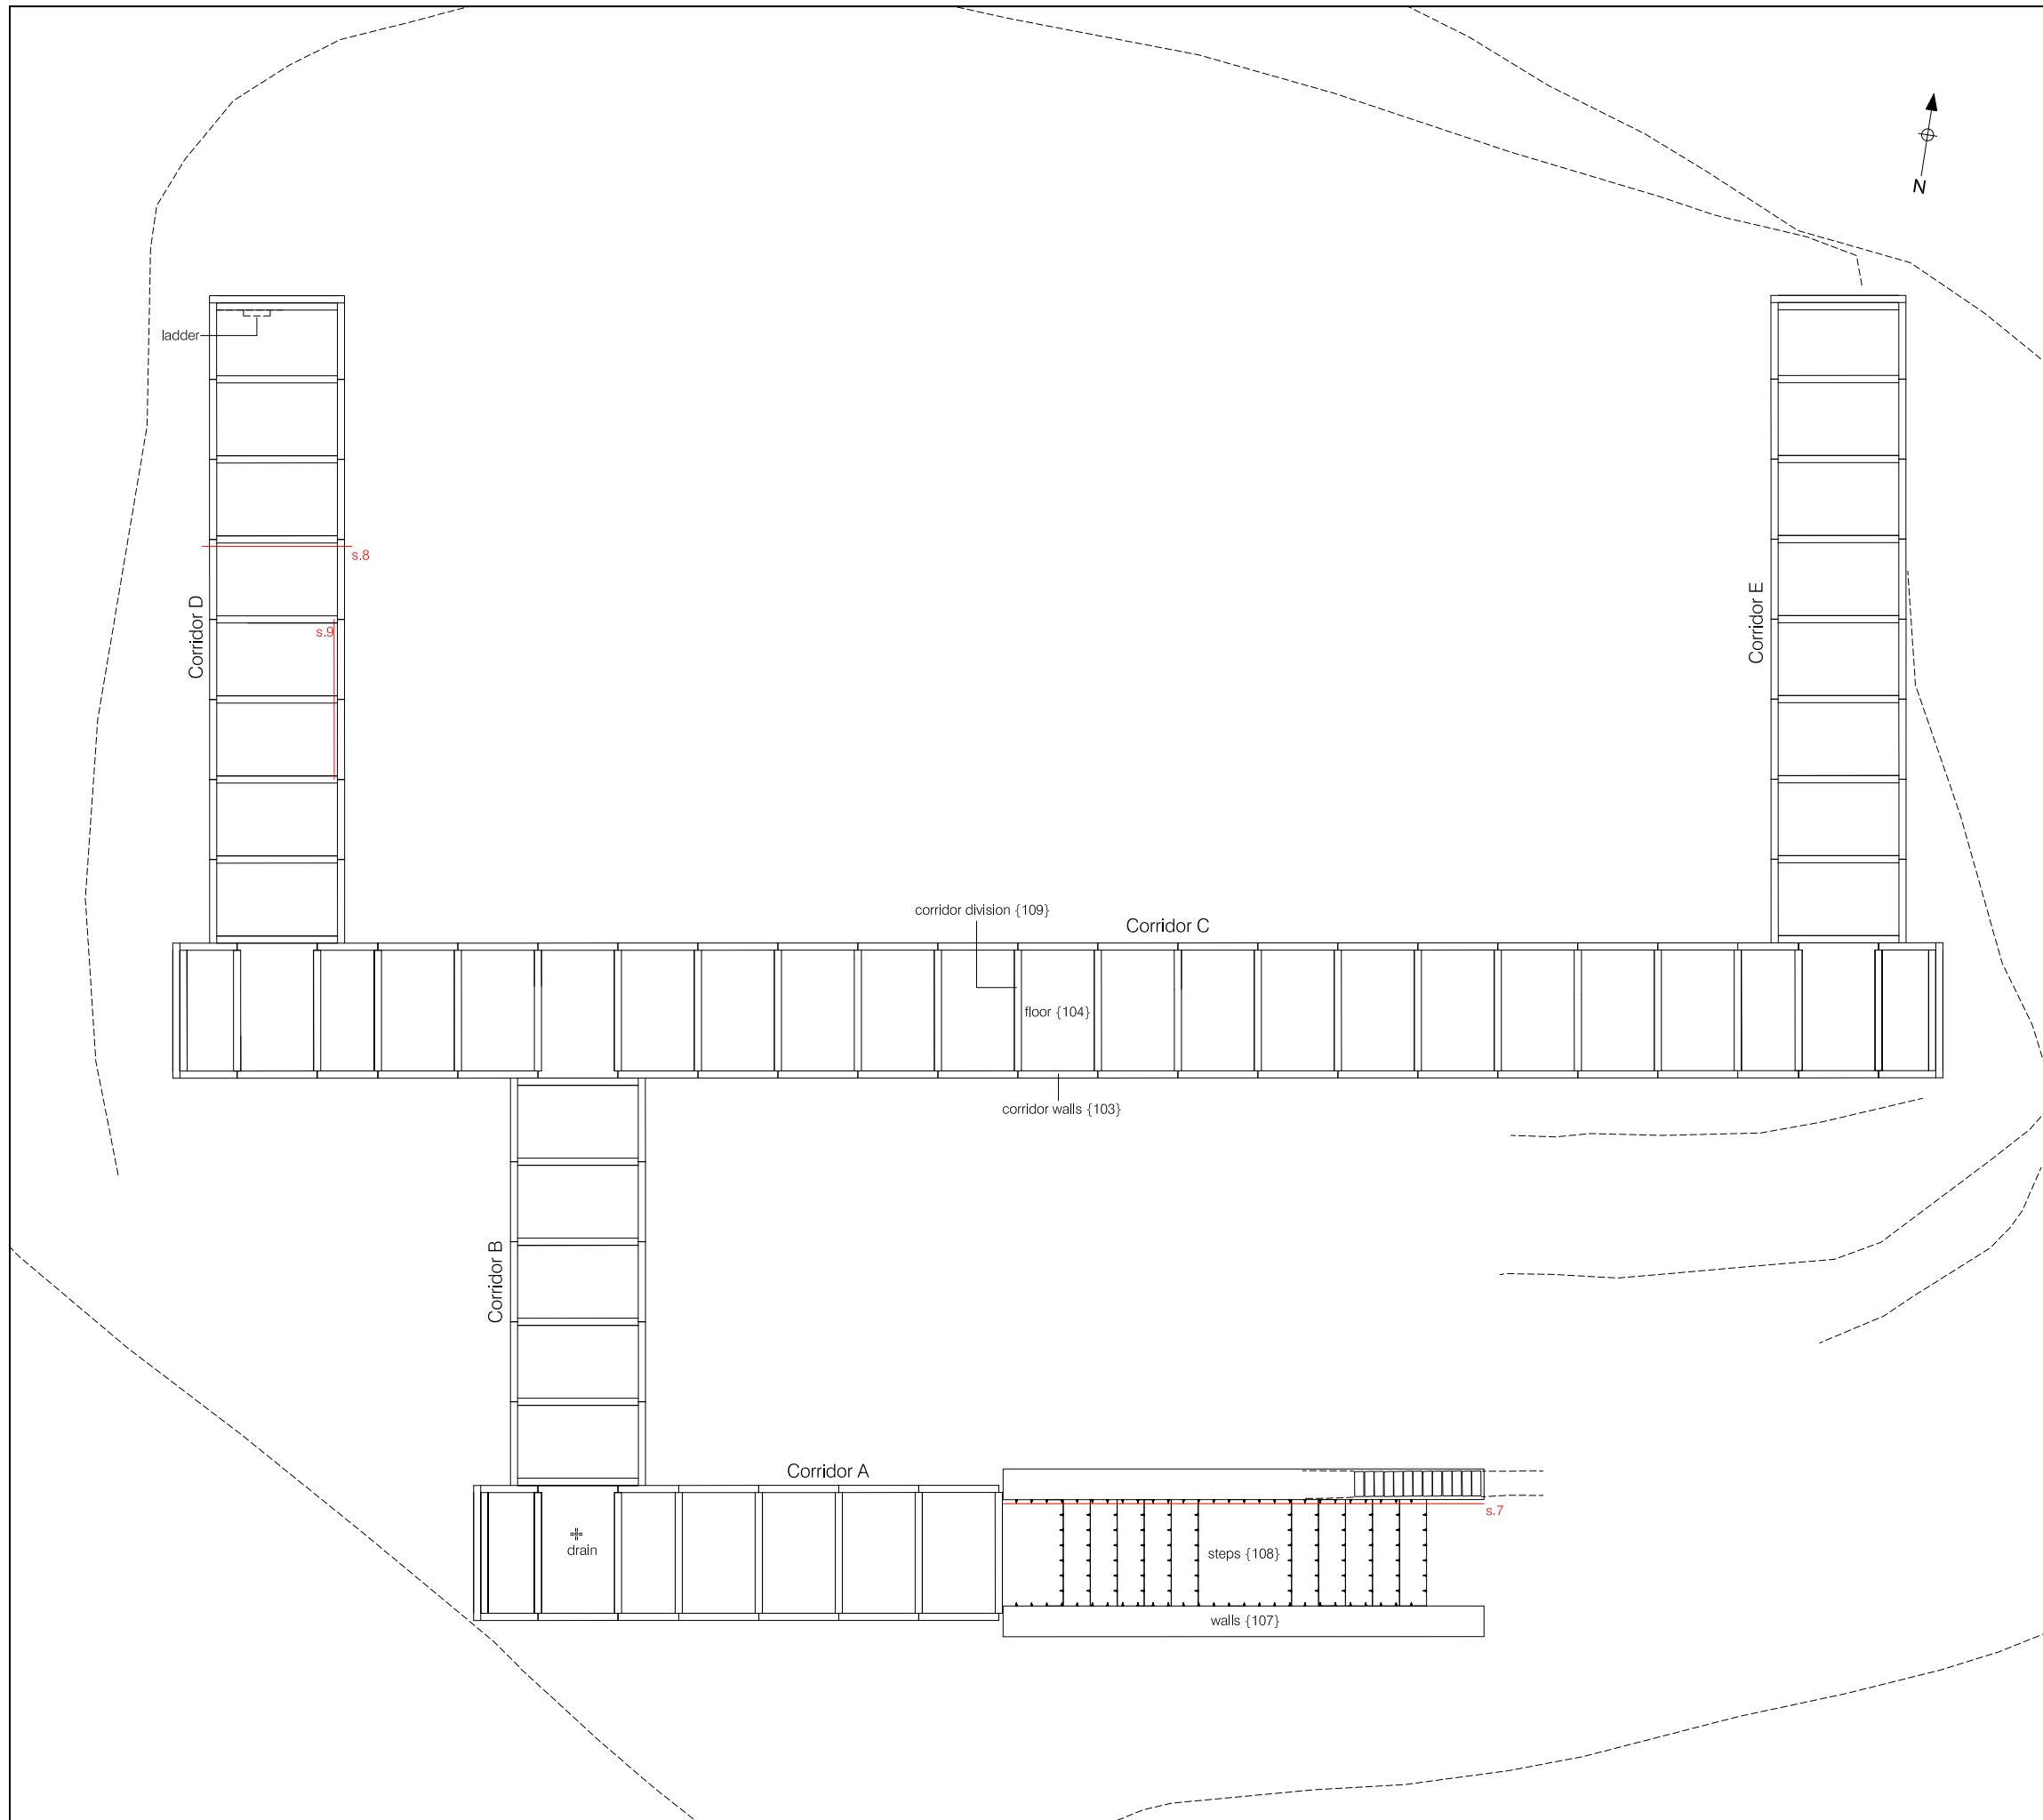 N
ladder
s.8
Corridor D
s.9
Corridor E
corridor division {109}
Corridor C
floor {104}
corridor walls {103}
Corridor B
Corridor A
s.7
drain
steps {108}
walls {107}